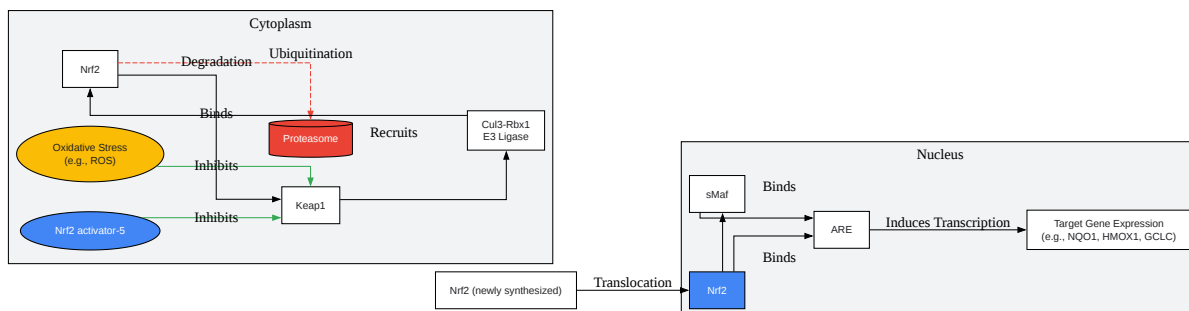 Cytoplasm
Ubiquitination
Degradation
Nrf2
Binds
Cul3-Rbx1
E3 Ligase
Recruits
Proteasome
Oxidative Stress
(e.g., ROS)
Inhibits
Keap1
Inhibits
Nrf2 activator-5
Nucleus
sMaf
Binds
ARE
Induces Transcription
Target Gene Expression
(e.g., NQO1, HMOX1, GCLC)
Binds
Nrf2 (newly synthesized)
Translocation
Nrf2